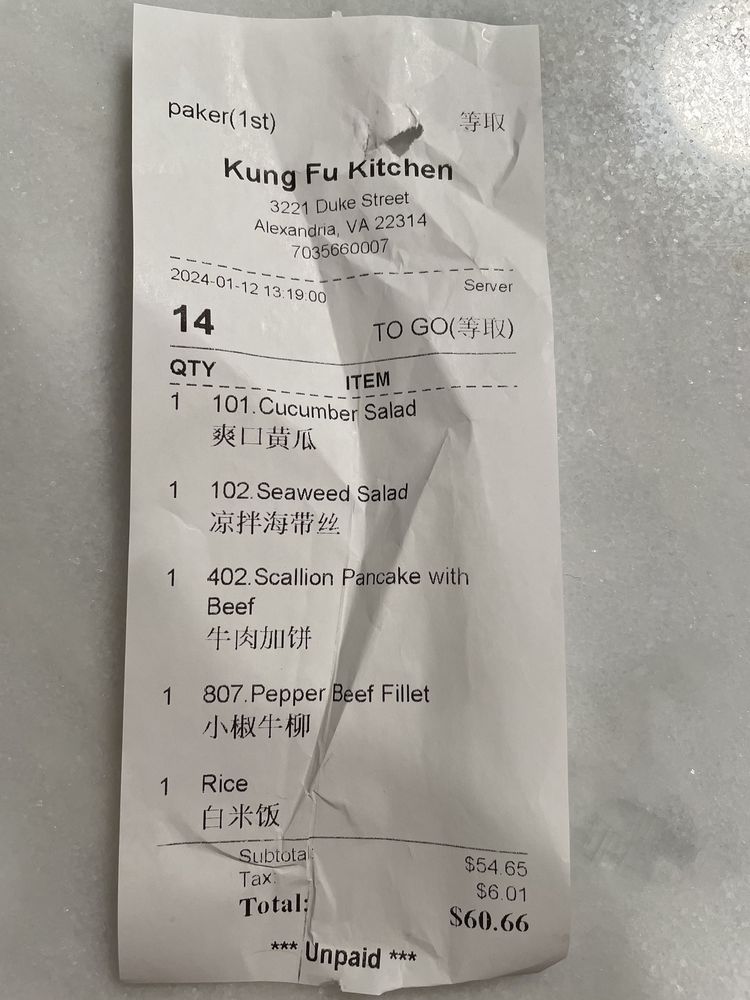 paker(1st) 等取
Kung Fu Kitchen
3221 Duke Street
Alexandria, VA 22314
7035660007
2024-01-12 13:19:00 Server
14 TO GO(等取)
QTY ITEM
1 101.Cucumber Salad
爽口黄瓜
1 102.Seaweed Salad
凉拌海带丝
1 402.Scallion Pancake with
Beef
牛肉加饼
1 807.Pepper Beef Fillet
小椒牛柳
1 Rice
白米饭
Subtotal: $54.65
Tax: $6.01
Total: $60.66
*** Unpaid ***